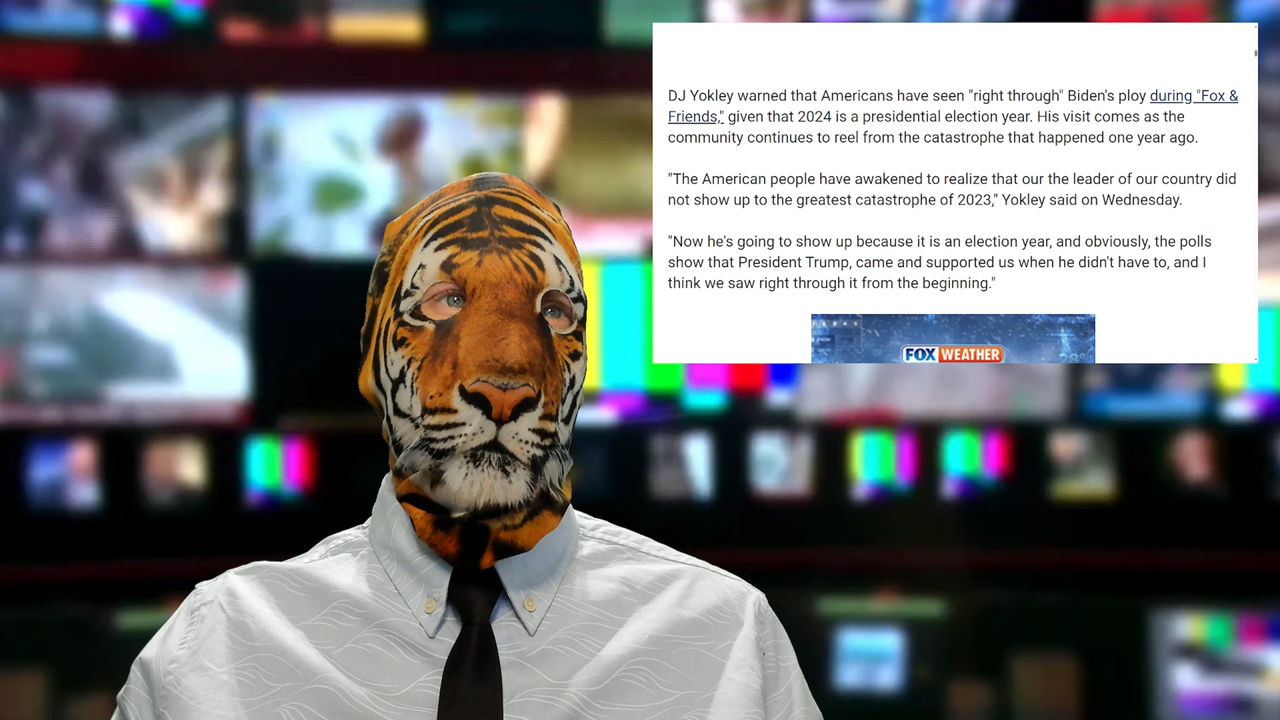 DJ Yokley warned that Americans have seen "right through" Biden's ploy during "Fox &
Friends," given that 2024 is a presidential election year. His visit comes as the
community continues to reel from the catastrophe that happened one year ago.
"The American people have awakened to realize that our the leader of our country did
not show up to the greatest catastrophe of 2023," Yokley said on Wednesday.
"Now he's going to show up because it is an election year, and obviously, the polls
show that President Trump, came and supported us when he didn't have to, and I
think we saw right through it from the beginning."
FOX WEATHER